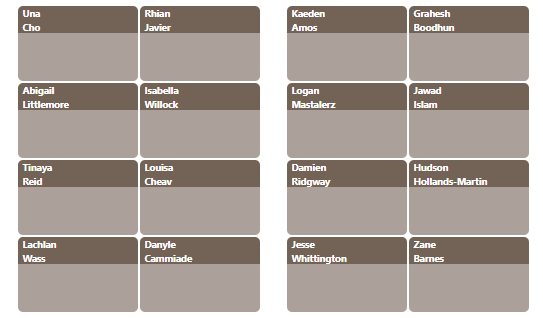 Una
Cho
Rhian
Javier
Kaeden
Amos
Grahesh
Boodhun
Abigail
Littlemore
Isabella
Willock
Logan
Mastalerz
Jawad
Islam
Tinaya
Reid
Louisa
Cheav
Damien
Ridgway
Hudson
Hollands-Martin
Lachlan
Wass
Danyle
Cammiade
Jesse
Whittington
Zane
Barnes